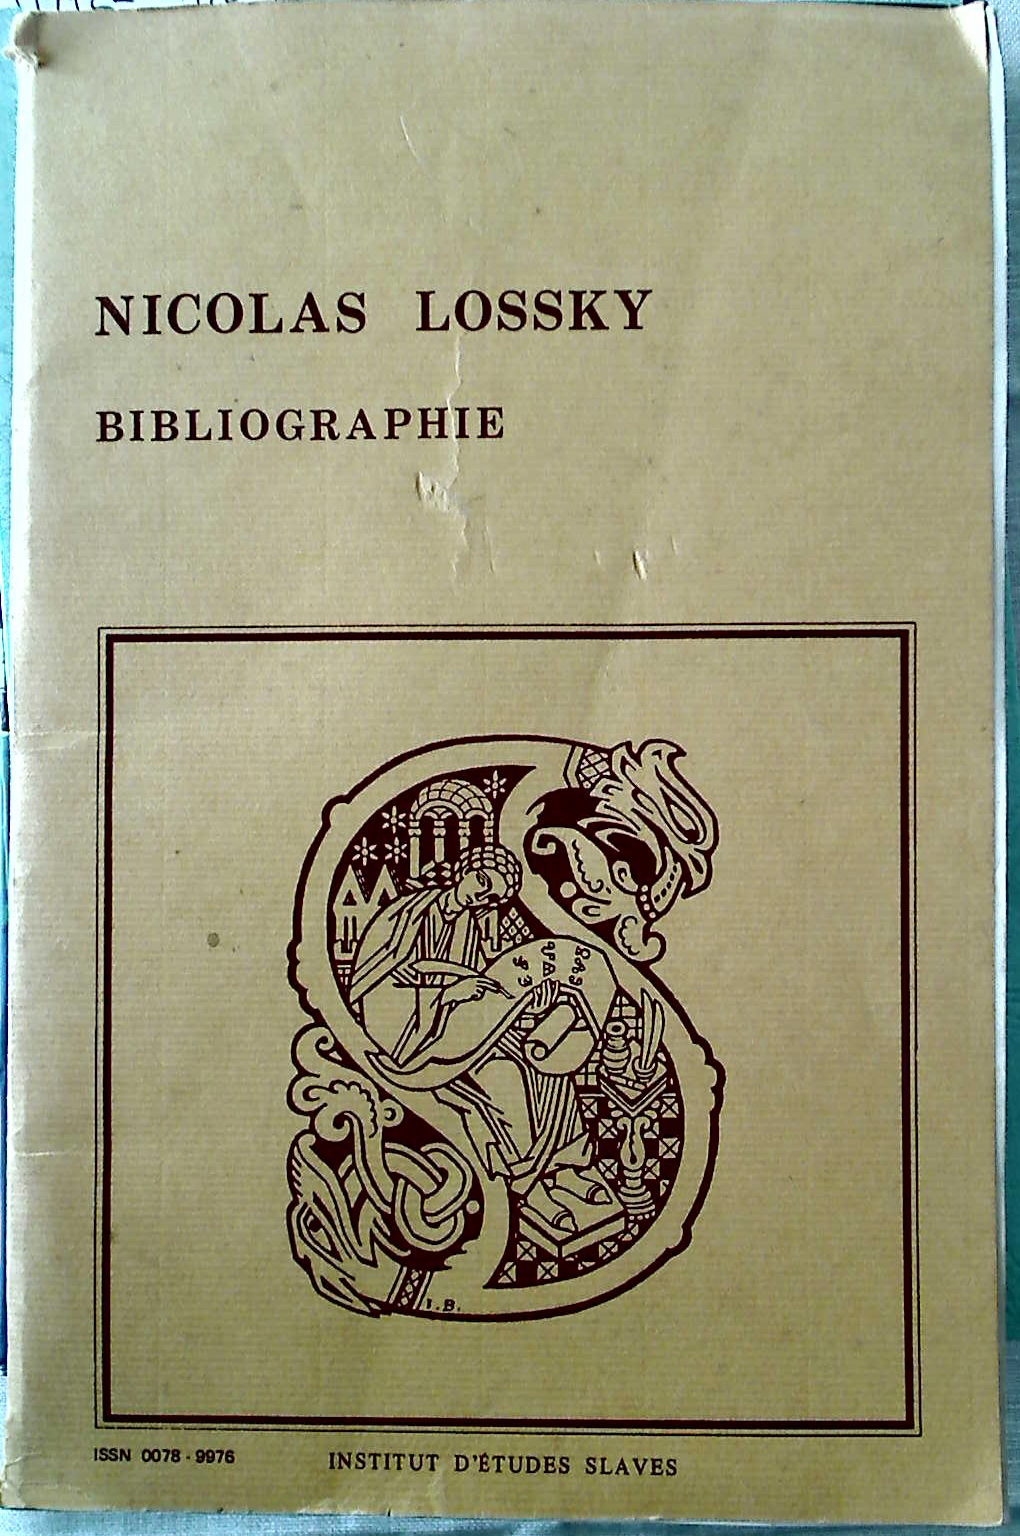 NICOLAS LOSSKY
BIBLIOGRAPHIE
I.B.
ISSN 0078-9976
INSTITUT D'ÉTUDES SLAVES